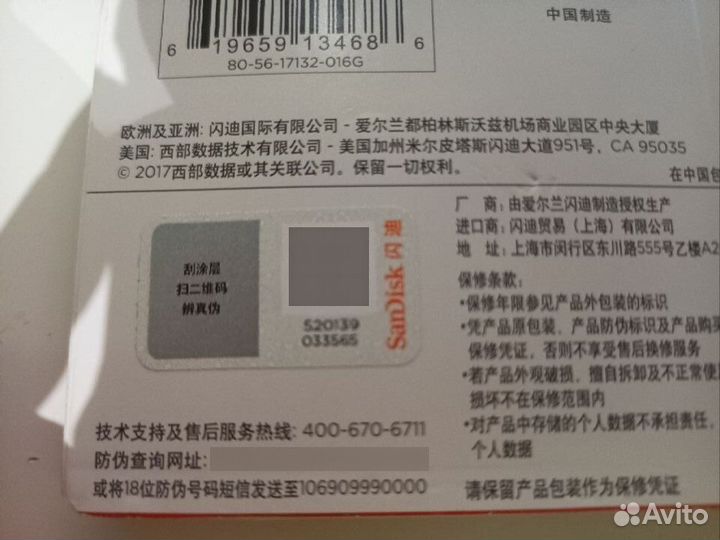 中国制造
6 19659 13468 6
80-56-17132-016G
欧洲及亚洲: 闪迪国际有限公司 - 爱尔兰都柏林斯沃兹机场商业园区中央大厦
美国: 西部数据技术有限公司 - 美国加州米尔皮塔斯闪迪大道951号, CA 95035
© 2017西部数据或其关联公司。保留一切权利。
在中国包
刮涂层
扫二维码
辨真伪
S20139
033565
SanDisk 闪迪
厂 商: 由爱尔兰闪迪制造授权生产
进口商: 闪迪贸易（上海）有限公司
地 址: 上海市闵行区东川路555号乙楼A2
保修条款:
•保修年限参见产品外包装的标识
•凭产品原包装、产品防伪标识及产品购买
保修凭证，否则不享受售后换修服务
•若产品外观破损、擅自拆卸及不正常使
损坏不在保修范围内
•对产品中存储的个人数据不承担责任，
个人数据
技术支持及售后服务热线: 400-670-6711
防伪查询网址:
或将18位防伪号码短信发送至106909990000
请保留产品包装作为保修凭证
Avito